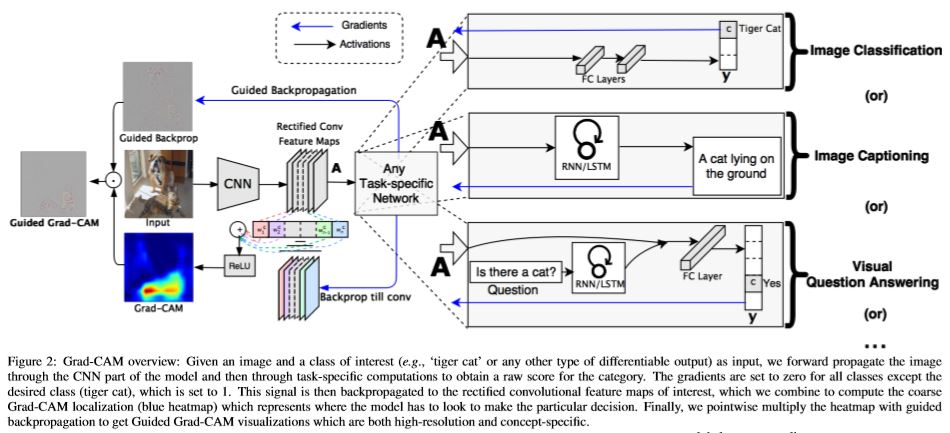 Gradients
Activations
A
c Tiger Cat
FC Layers
y
Image Classification
(or)
Guided Backpropagation
Guided Backprop
Rectified Conv
Feature Maps
A
Any
Task-specific
Network
CNN
Input
Guided Grad-CAM
+
ReLU
Grad-CAM
Backprop till conv
A
RNN/LSTM
A cat lying on
the ground
Image Captioning
(or)
A
Is there a cat?
Question
RNN/LSTM
FC Layer
c Yes
y
Visual
Question Answering
(or)
...
Figure 2: Grad-CAM overview: Given an image and a class of interest (e.g., ‘tiger cat’ or any other type of differentiable output) as input, we forward propagate the image
through the CNN part of the model and then through task-specific computations to obtain a raw score for the category. The gradients are set to zero for all classes except the
desired class (tiger cat), which is set to 1. This signal is then backpropagated to the rectified convolutional feature maps of interest, which we combine to compute the coarse
Grad-CAM localization (blue heatmap) which represents where the model has to look to make the particular decision. Finally, we pointwise multiply the heatmap with guided
backpropagation to get Guided Grad-CAM visualizations which are both high-resolution and concept-specific.